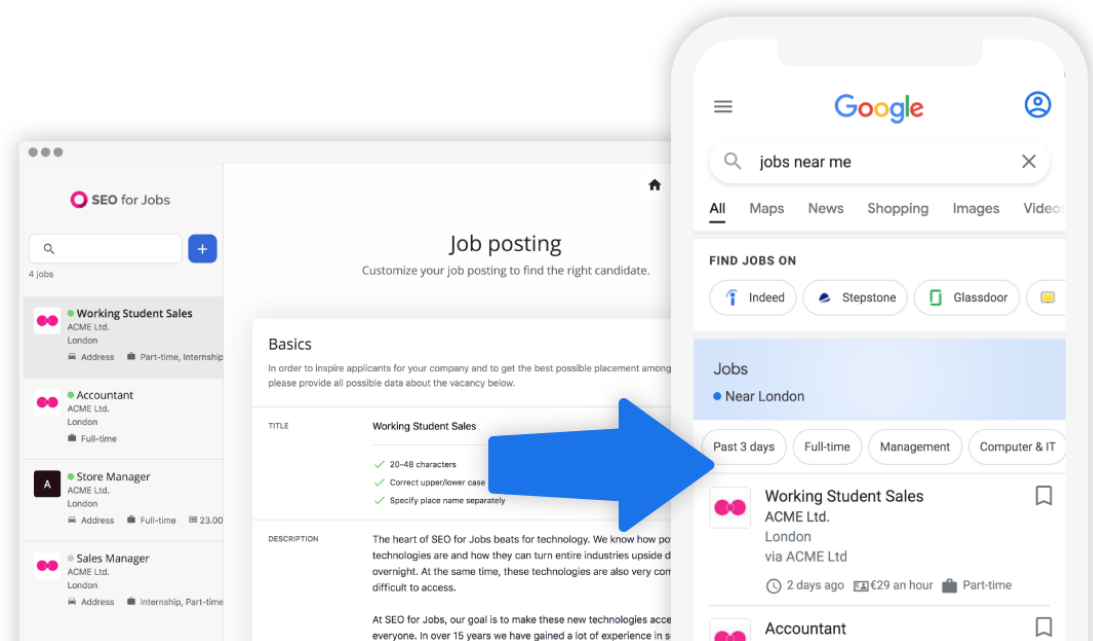 SEO for Jobs
4 jobs
Working Student Sales
ACME Ltd.
London
Address Part-time, Internship
Accountant
ACME Ltd.
London
Full-time
A
Store Manager
ACME Ltd.
London
Address Full-time 23.00
Sales Manager
ACME Ltd.
London
Address Internship, Part-time
Job posting
Customize your job posting to find the right candidate.
Basics
In order to inspire applicants for your company and to get the best possible placement among
please provide all possible data about the vacancy below.
TITLE
Working Student Sales
20-48 characters
Correct upper/lower case
Specify place name separately
DESCRIPTION
The heart of SEO for Jobs beats for technology. We know how
technologies are and how they can turn entire industries upside
overnight. At the same time, these technologies are also very
difficult to access.
At SEO for Jobs, our goal is to make these new technologies
everyone. In over 15 years we have gained a lot of experience in
Google
jobs near me
All Maps News Shopping Images Videos
FIND JOBS ON
Indeed Stepstone Glassdoor
Jobs
Near London
Past 3 days Full-time Management Computer & IT
Working Student Sales
ACME Ltd.
London
via ACME Ltd
2 days ago €29 an hour Part-time
Accountant